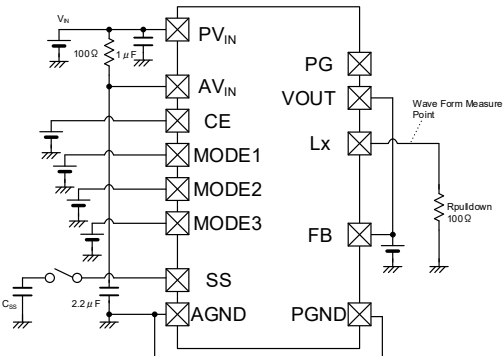 VIN
100Ω
1μF
PVIN
AVIN
CE
MODE1
MODE2
MODE3
SS
CSS
2.2μF
AGND
PG
VOUT
Wave Form Measure
Point
Lx
Rpulldown
100Ω
FB
PGND